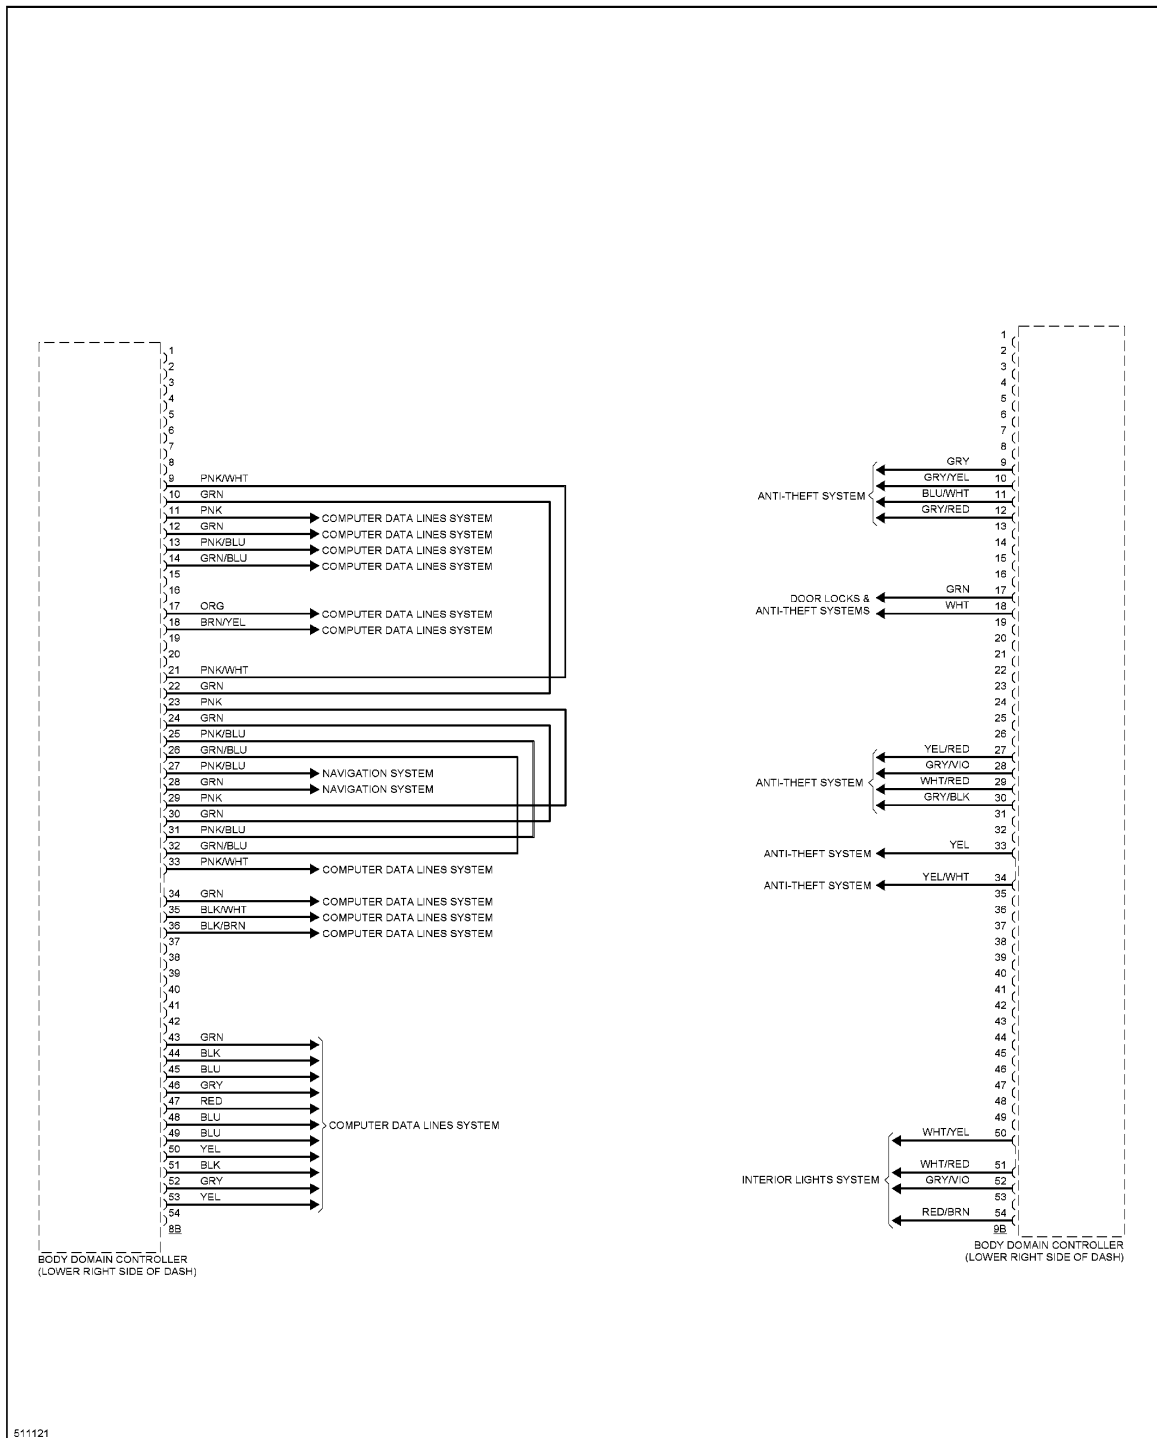 1
2
3
4
5
6
7
8
9 PNK/WHT
10 GRN
11 PNK COMPUTER DATA LINES SYSTEM
12 GRN COMPUTER DATA LINES SYSTEM
13 PNK/BLU COMPUTER DATA LINES SYSTEM
14 GRN/BLU COMPUTER DATA LINES SYSTEM
15
16
17 ORG COMPUTER DATA LINES SYSTEM
18 BRN/YEL COMPUTER DATA LINES SYSTEM
19
20
21 PNK/WHT
22 GRN
23 PNK
24 GRN
25 PNK/BLU
26 GRN/BLU
27 PNK/BLU NAVIGATION SYSTEM
28 GRN NAVIGATION SYSTEM
29 PNK
30 GRN
31 PNK/BLU
32 GRN/BLU
33 PNK/WHT COMPUTER DATA LINES SYSTEM
34 GRN COMPUTER DATA LINES SYSTEM
35 BLK/WHT COMPUTER DATA LINES SYSTEM
36 BLK/BRN COMPUTER DATA LINES SYSTEM
37
38
39
40
41
42
43 GRN
44 BLK
45 BLU
46 GRY
47 RED
48 BLU
COMPUTER DATA LINES SYSTEM
49 BLU
50 YEL
51 BLK
52 GRY
53 YEL
54
8B
BODY DOMAIN CONTROLLER
(LOWER RIGHT SIDE OF DASH)
1
2
3
4
5
6
7
8
GRY 9
GRY/YEL 10
ANTI-THEFT SYSTEM
BLU/WHT 11
GRY/RED 12
13
14
15
16
GRN 17
DOOR LOCKS &
WHT 18
ANTI-THEFT SYSTEMS
19
20
21
22
23
24
25
26
YEL/RED 27
GRY/VIO 28
ANTI-THEFT SYSTEM
WHT/RED 29
GRY/BLK 30
31
32
YEL 33
ANTI-THEFT SYSTEM
YEL/WHT 34
ANTI-THEFT SYSTEM
35
36
37
38
39
40
41
42
43
44
45
46
47
48
49
WHT/YEL 50
WHT/RED 51
INTERIOR LIGHTS SYSTEM
GRY/VIO 52
53
RED/BRN 54
9B
BODY DOMAIN CONTROLLER
(LOWER RIGHT SIDE OF DASH)
511121